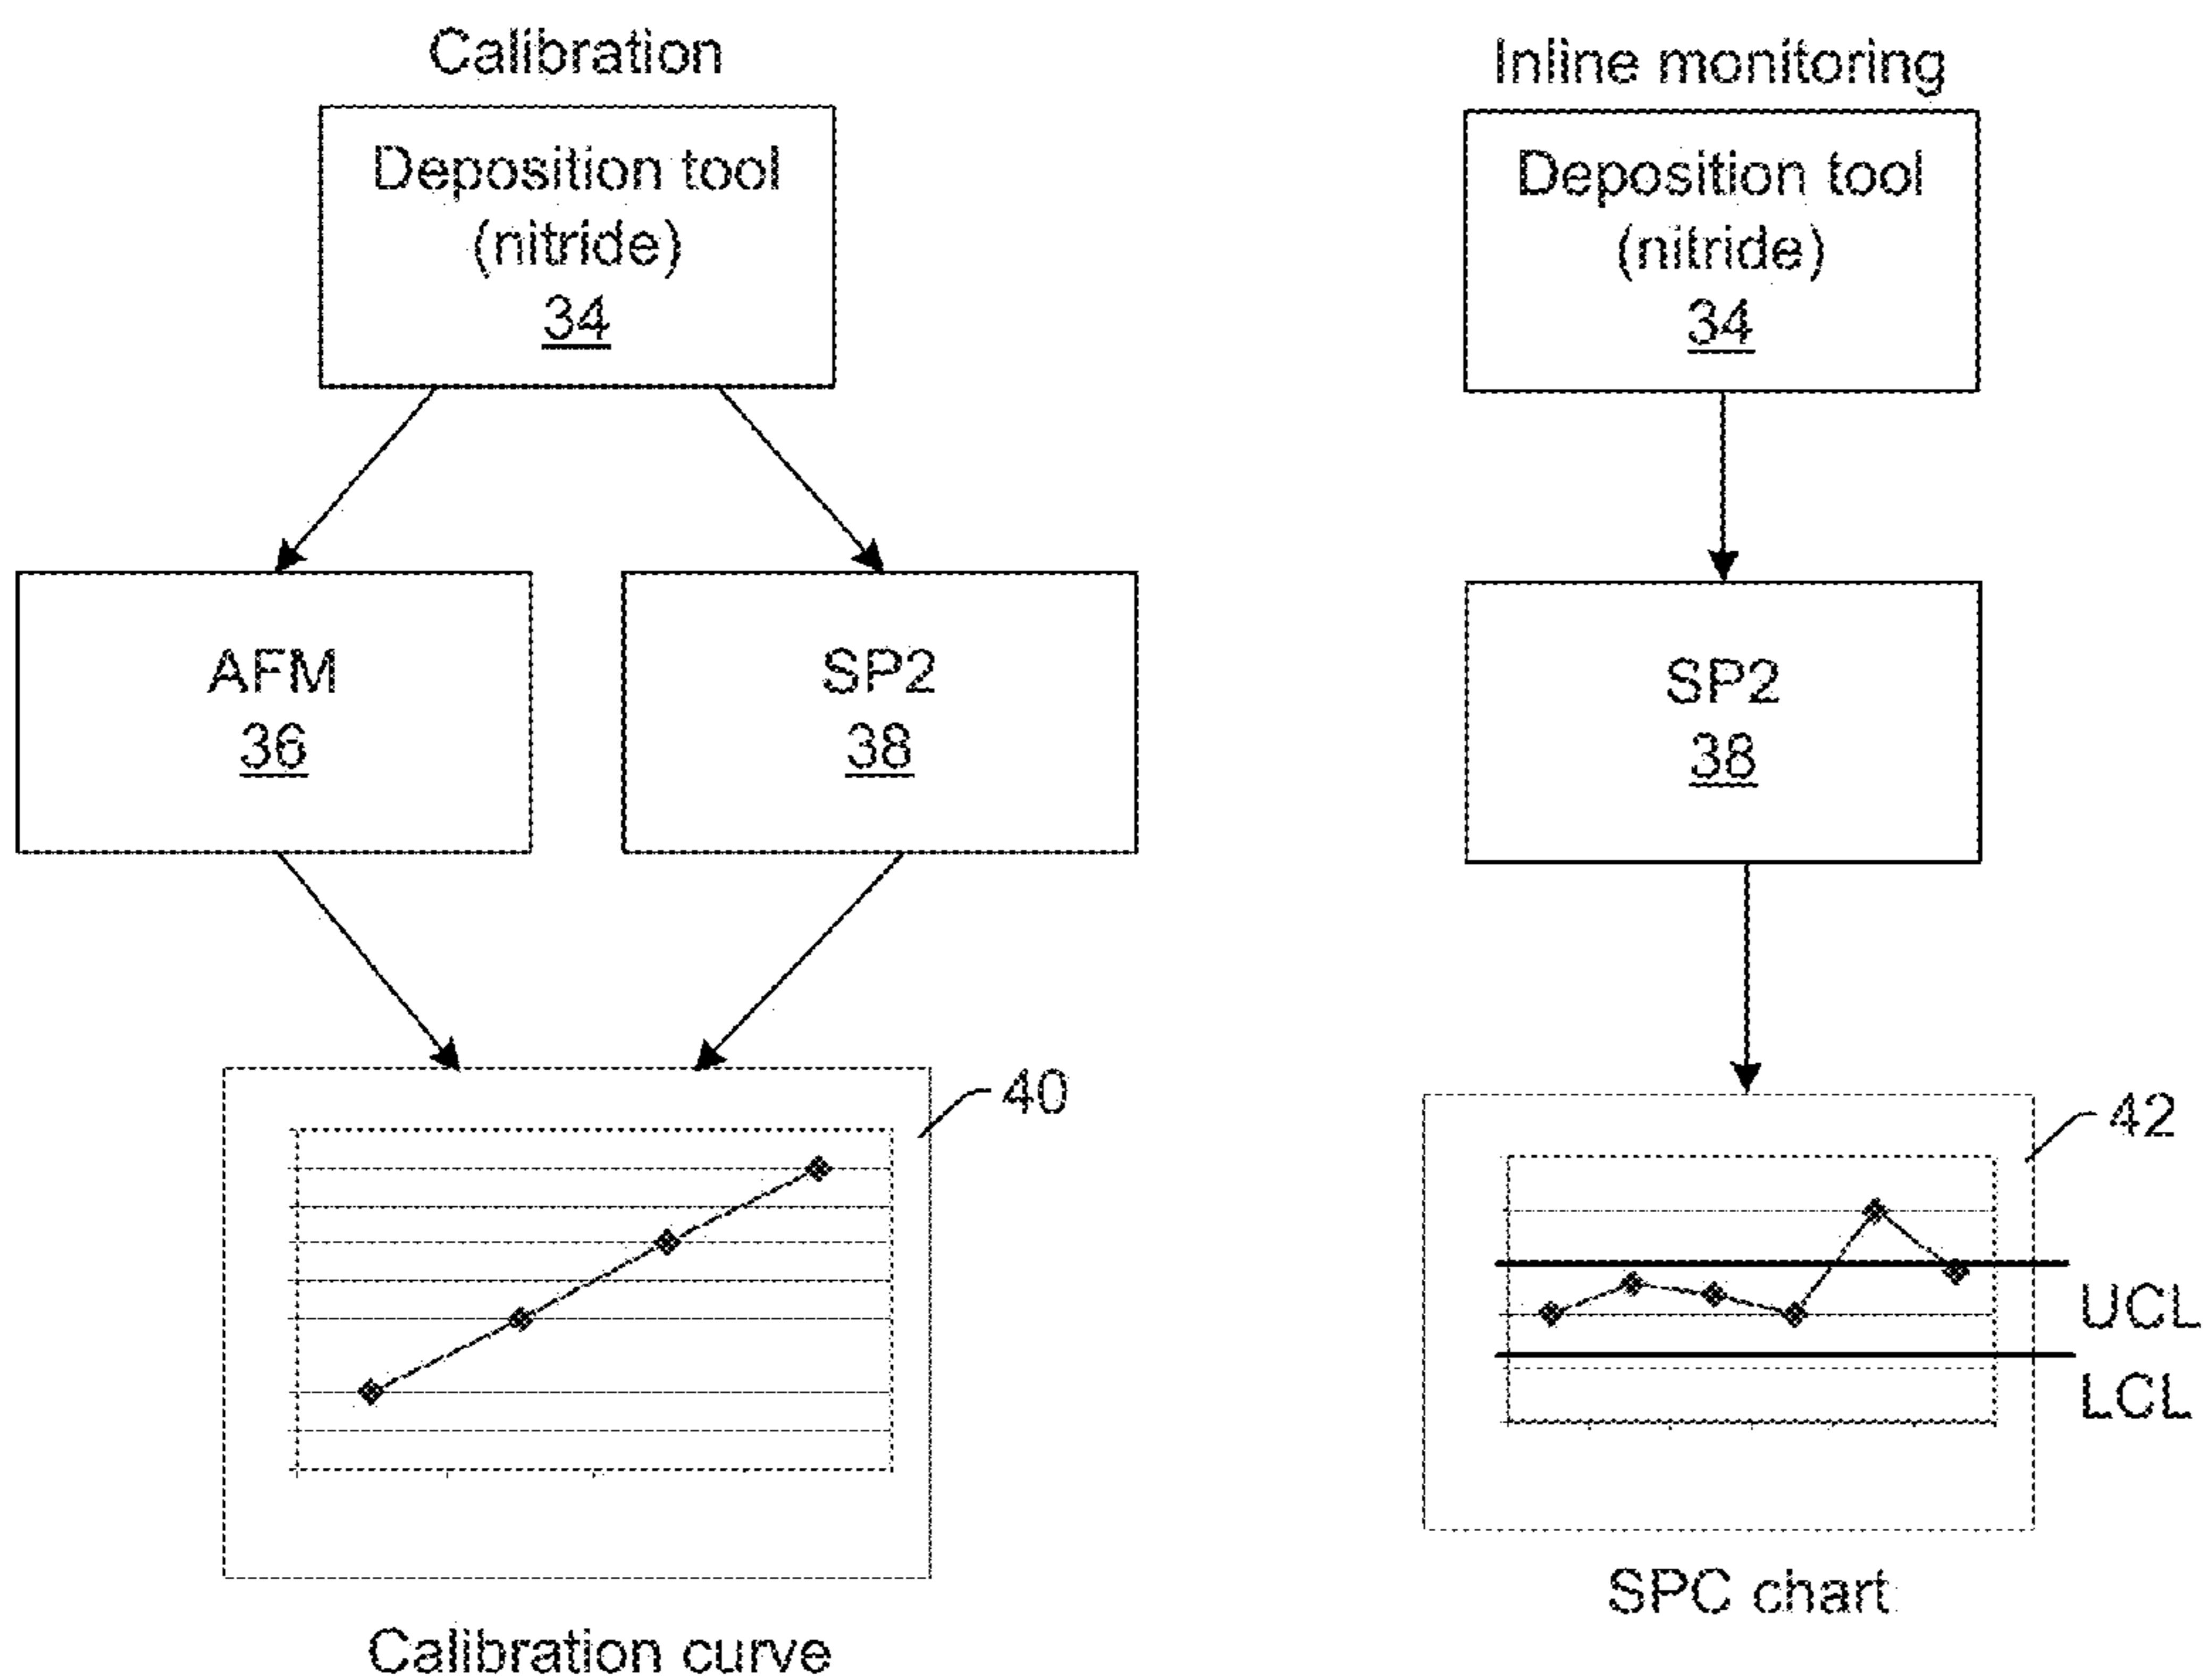 Calibration
Deposition tool
(nitride)
34
AFM
36
SP2
38
40
Calibration curve
Inline monitoring
Deposition tool
(nitride)
34
SP2
38
42
UCL
LCL
SPC chart